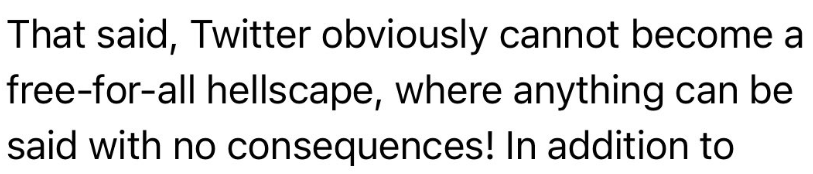 That said, Twitter obviously cannot become a
free-for-all hellscape, where anything can be
said with no consequences! In addition to